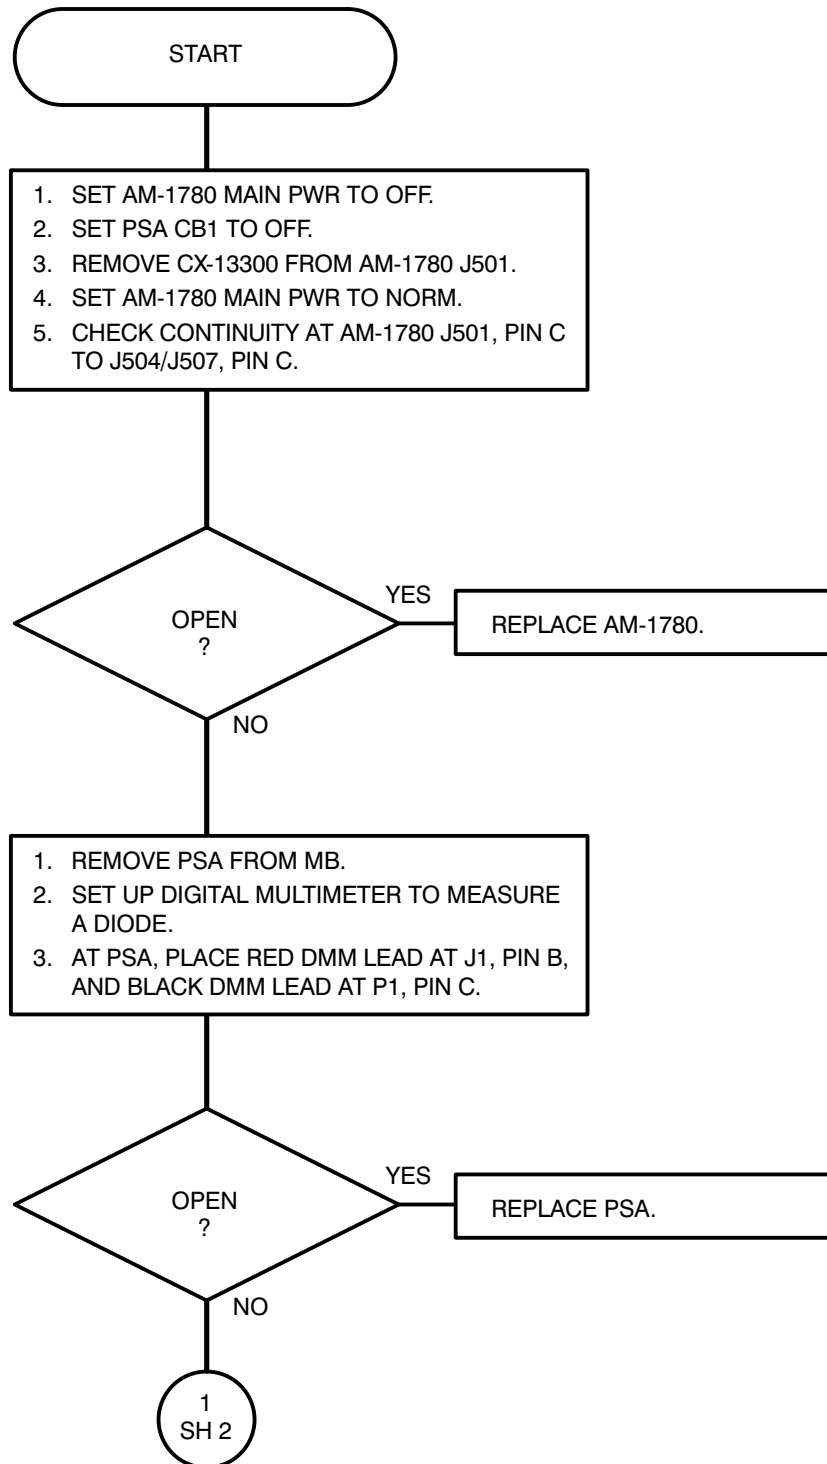 START
1. SET AM-1780 MAIN PWR TO OFF.
2. SET PSA CB1 TO OFF.
3. REMOVE CX-13300 FROM AM-1780 J501.
4. SET AM-1780 MAIN PWR TO NORM.
5. CHECK CONTINUITY AT AM-1780 J501, PIN C
TO J504/J507, PIN C.
OPEN
?
YES
REPLACE AM-1780.
NO
1. REMOVE PSA FROM MB.
2. SET UP DIGITAL MULTIMETER TO MEASURE
A DIODE.
3. AT PSA, PLACE RED DMM LEAD AT J1, PIN B,
AND BLACK DMM LEAD AT P1, PIN C.
OPEN
?
YES
REPLACE PSA.
NO
1
SH 2